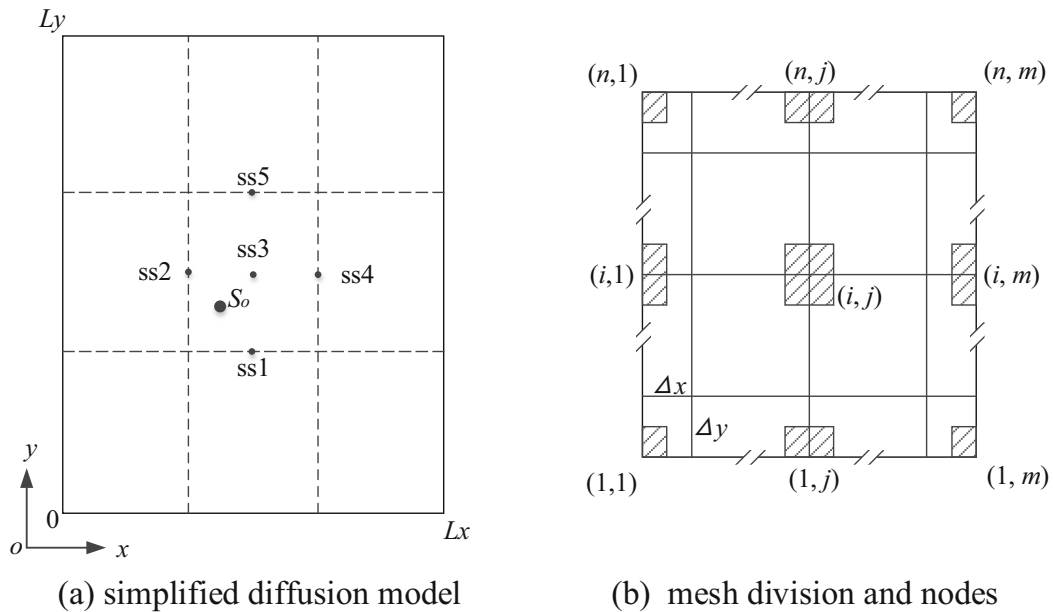 Ly
ss5
ss3
ss2
ss4
So
ss1
y
0
o
x
Lx
(a) simplified diffusion model
(n,1)
(n, j)
(n, m)
(i,1)
(i, j)
(i, m)
Δx
Δy
(1,1)
(1, j)
(1, m)
(b) mesh division and nodes